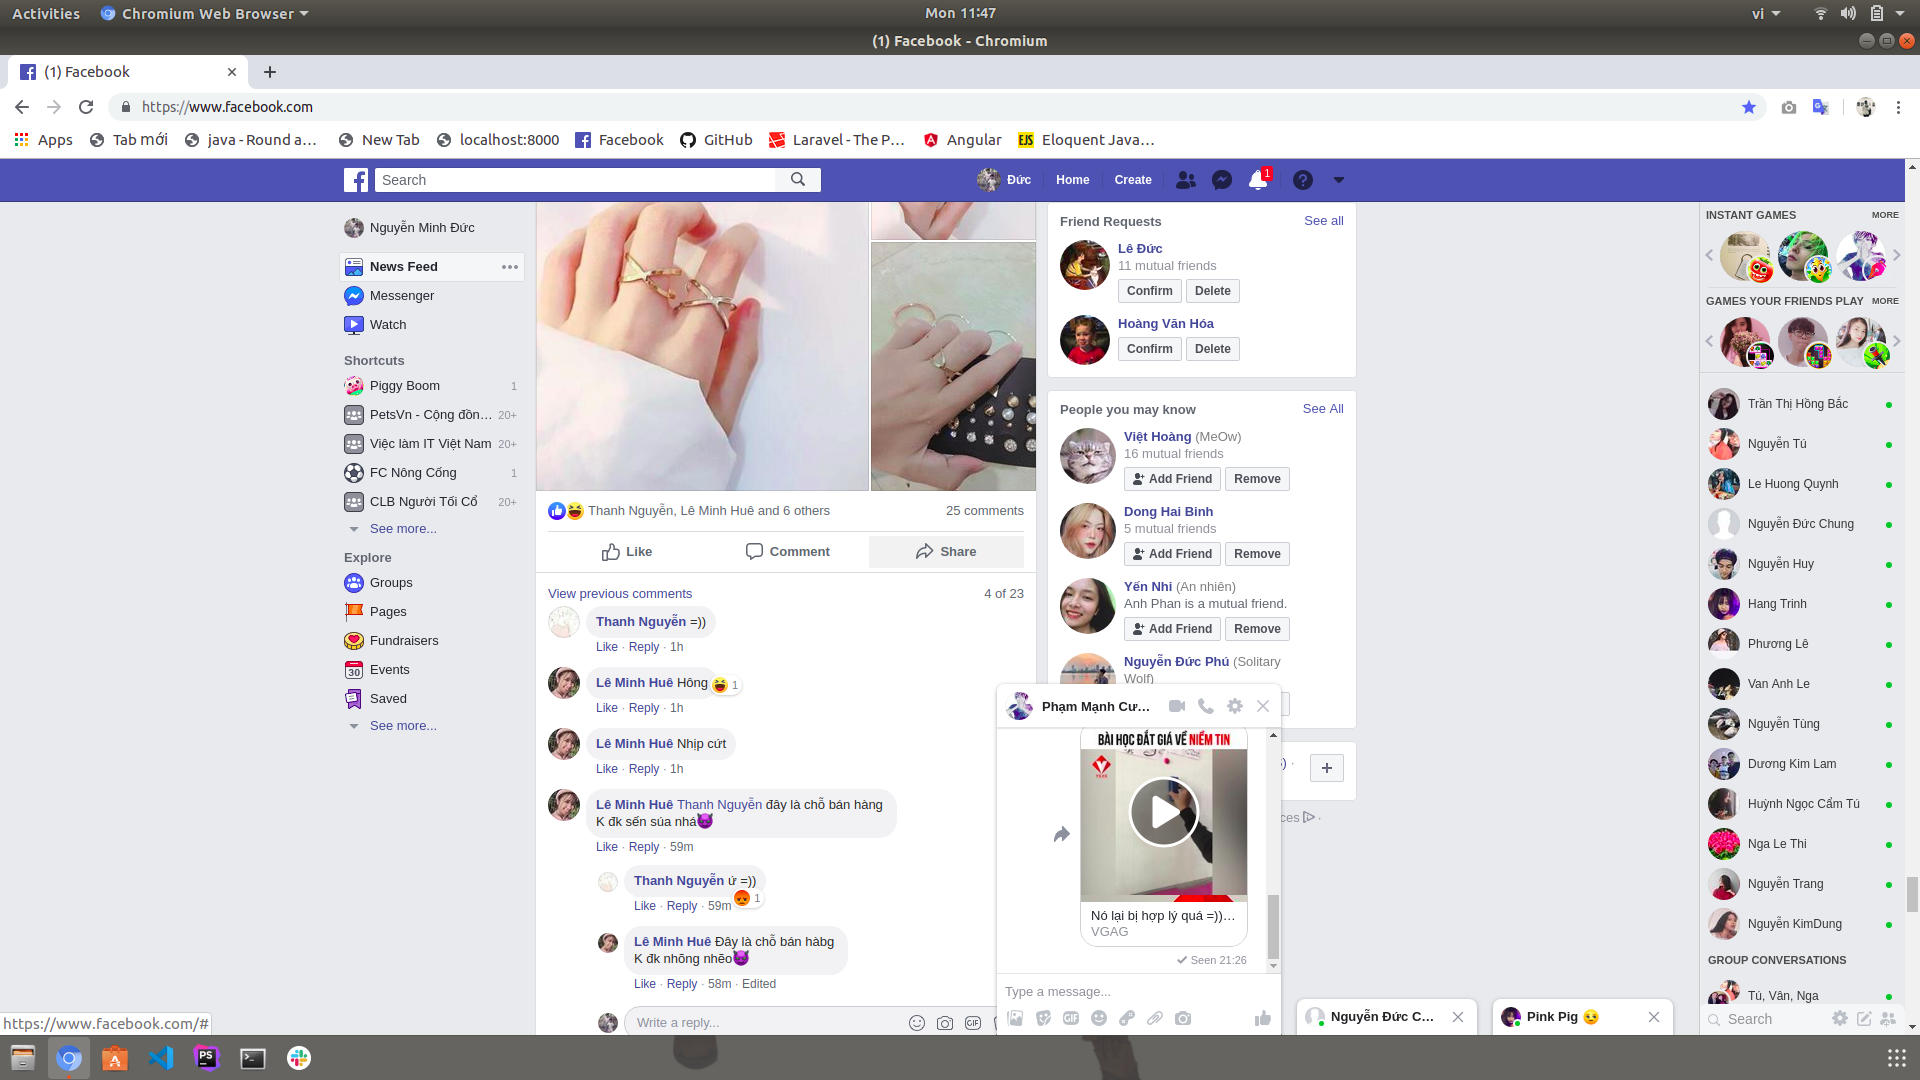 Activities
Chromium Web Browser
Mon 11:47
vi
(1) Facebook - Chromium
(1) Facebook
https://www.facebook.com
Apps
Tab mới
java - Round a…
New Tab
localhost:8000
Facebook
GitHub
Laravel - The P…
Angular
EJS
Eloquent Java…
Search
Đức
Home
Create
1
Nguyễn Minh Đức
News Feed
Messenger
Watch
Shortcuts
Piggy Boom 1
PetsVn - Cộng đồn... 20+
Việc làm IT Việt Nam 20+
FC Nông Cống 1
CLB Người Tối Cổ 20+
See more...
Explore
Groups
Pages
Fundraisers
30
Events
Saved
See more...
Thanh Nguyễn, Lê Minh Huê and 6 others
25 comments
Like
Comment
Share
View previous comments
4 of 23
Thanh Nguyễn =))
Like · Reply · 1h
Lê Minh Huê Hông
1
Like · Reply · 1h
Lê Minh Huê Nhịp cứt
Like · Reply · 1h
Lê Minh Huê Thanh Nguyễn đây là chỗ bán hàng
K đk sến súa nhá😈
Like · Reply · 59m
Thanh Nguyễn ứ =))
1
Like · Reply · 59m
Lê Minh Huê Đây là chỗ bán hàbg
K đk nhõng nhẽo😈
Like · Reply · 58m · Edited
Write a reply...
GIF
Friend Requests
See all
Lê Đức
11 mutual friends
Confirm
Delete
Hoàng Văn Hóa
Confirm
Delete
People you may know
See All
Việt Hoàng (MeOw)
16 mutual friends
Add Friend
Remove
Dong Hai Binh
5 mutual friends
Add Friend
Remove
Yến Nhi (An nhiên)
Anh Phan is a mutual friend.
Add Friend
Remove
Nguyễn Đức Phú (Solitary
Wolf)
Phạm Mạnh Cư...
BÀI HỌC ĐẮT GIÁ VỀ NIỀM TIN
Nó lại bị hợp lý quá =))...
VGAG
Seen 21:26
Type a message...
GIF
Nguyễn Đức C...
Pink Pig 😉
INSTANT GAMES
MORE
GAMES YOUR FRIENDS PLAY
MORE
Trần Thị Hồng Bắc
Nguyễn Tú
Le Huong Quynh
Nguyễn Đức Chung
Nguyễn Huy
Hang Trinh
Phương Lê
Van Anh Le
Nguyễn Tùng
Dương Kim Lam
Huỳnh Ngọc Cẩm Tú
Nga Le Thi
Nguyễn Trang
Nguyễn KimDung
GROUP CONVERSATIONS
Tú, Vân, Nga
Search
https://www.facebook.com/#
PS